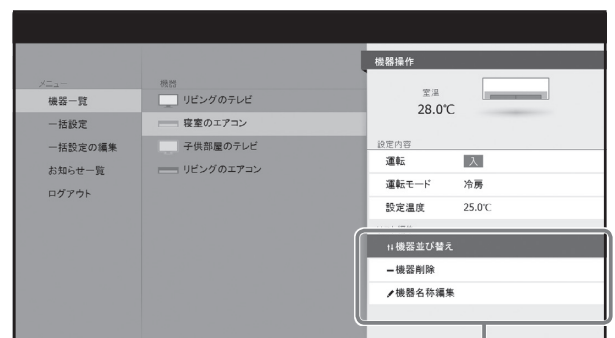 メニュー
機器一覧
一括設定
一括設定の編集
お知らせ一覧
ログアウト
機器
リビングのテレビ
寝室のエアコン
子供部屋のテレビ
リビングのエアコン
機器操作
室温
28.0℃
設定内容
運転 入
運転モード 冷房
設定温度 25.0℃
機器並び替え
機器削除
機器名称編集